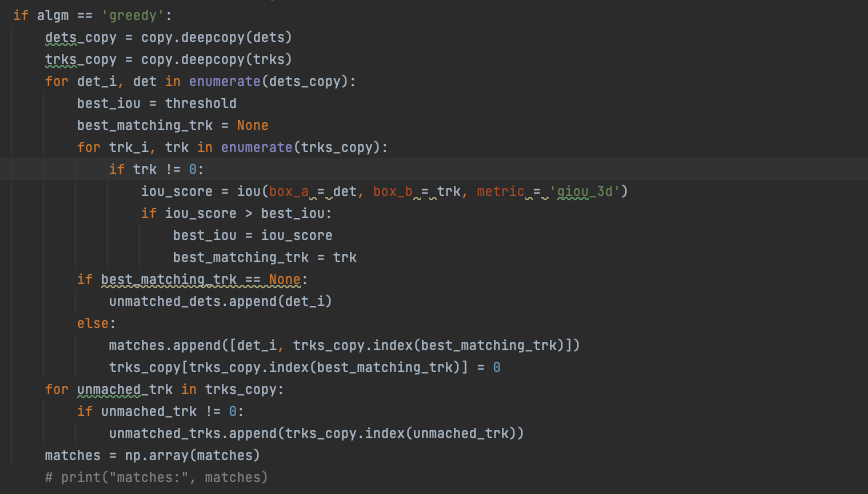 if algm == 'greedy':
    dets_copy = copy.deepcopy(dets)
    trks_copy = copy.deepcopy(trks)
    for det_i, det in enumerate(dets_copy):
        best_iou = threshold
        best_matching_trk = None
        for trk_i, trk in enumerate(trks_copy):
            if trk != 0:
                iou_score = iou(box_a = det, box_b = trk, metric = 'giou_3d')
                if iou_score > best_iou:
                    best_iou = iou_score
                    best_matching_trk = trk
        if best_matching_trk == None:
            unmatched_dets.append(det_i)
        else:
            matches.append([det_i, trks_copy.index(best_matching_trk)])
            trks_copy[trks_copy.index(best_matching_trk)] = 0
    for unmached_trk in trks_copy:
        if unmached_trk != 0:
            unmatched_trks.append(trks_copy.index(unmached_trk))
    matches = np.array(matches)
    # print("matches:", matches)